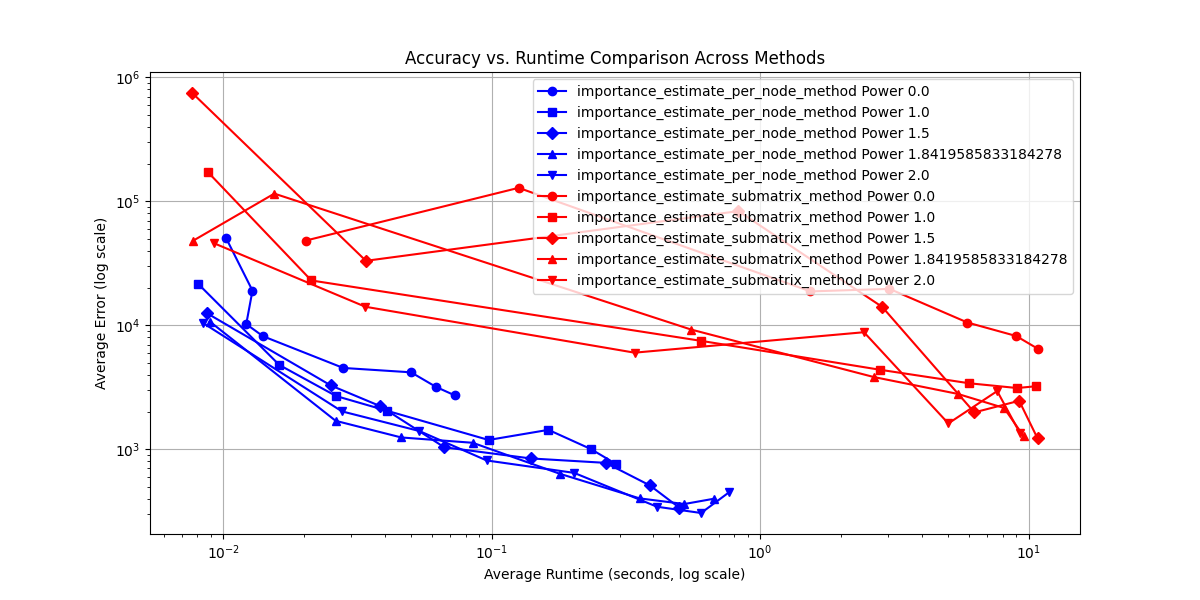 Accuracy vs. Runtime Comparison Across Methods
importance_estimate_per_node_method Power 0.0
importance_estimate_per_node_method Power 1.0
importance_estimate_per_node_method Power 1.5
importance_estimate_per_node_method Power 1.8419585833184278
importance_estimate_per_node_method Power 2.0
importance_estimate_submatrix_method Power 0.0
importance_estimate_submatrix_method Power 1.0
importance_estimate_submatrix_method Power 1.5
importance_estimate_submatrix_method Power 1.8419585833184278
importance_estimate_submatrix_method Power 2.0
Average Error (log scale)
10⁶
10⁵
10⁴
10³
10⁻²
10⁻¹
10⁰
10¹
Average Runtime (seconds, log scale)